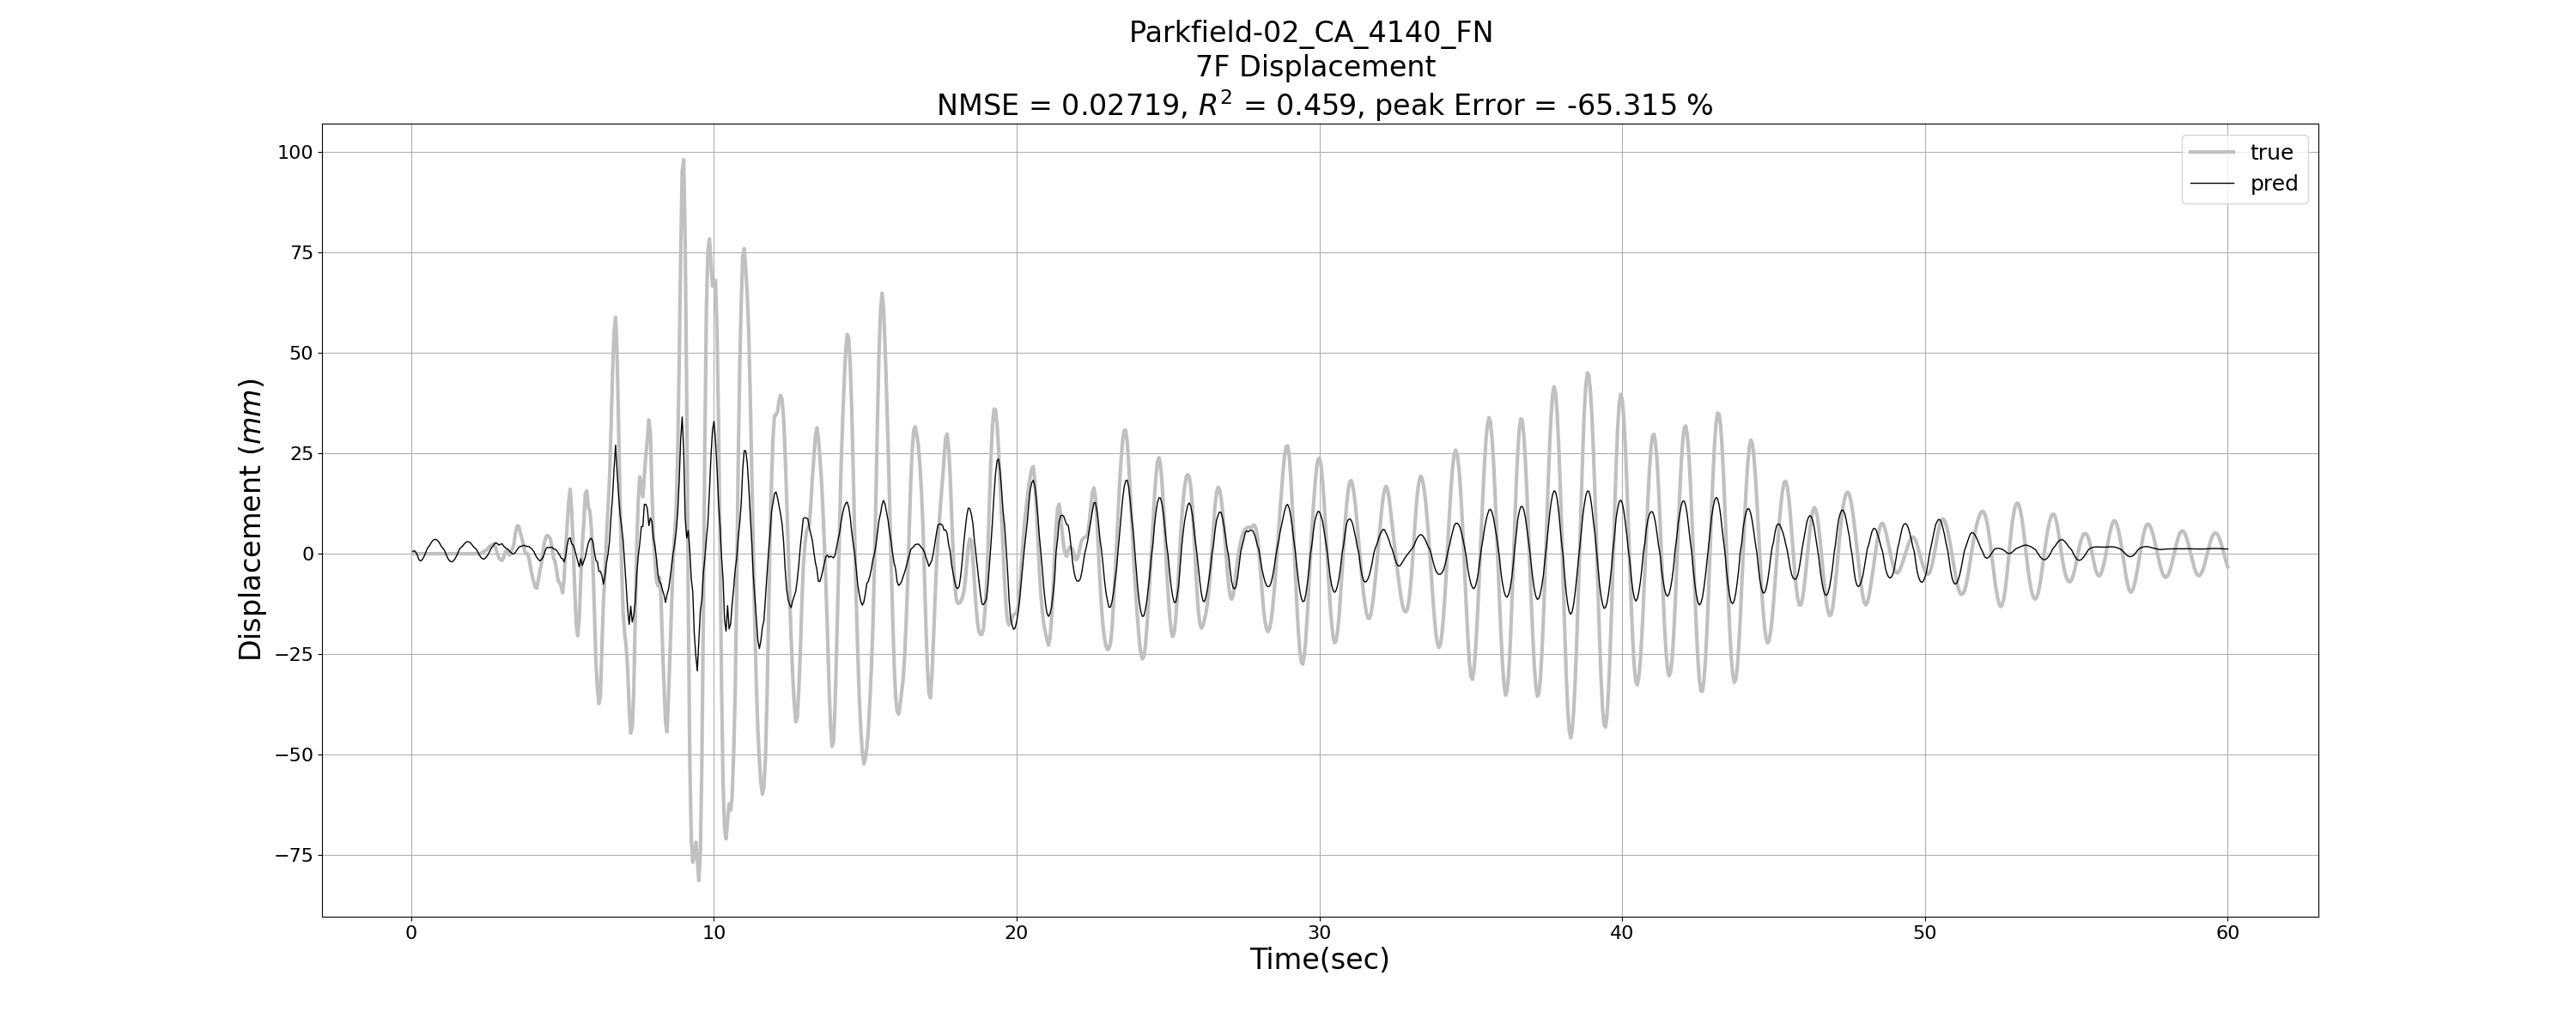 Parkfield-02_CA_4140_FN
7F Displacement
NMSE = 0.02719, R² = 0.459, peak Error = -65.315 %
true
pred
100
75
50
25
0
−25
−50
−75
Displacement (mm)
0 10 20 30 40 50 60
Time(sec)